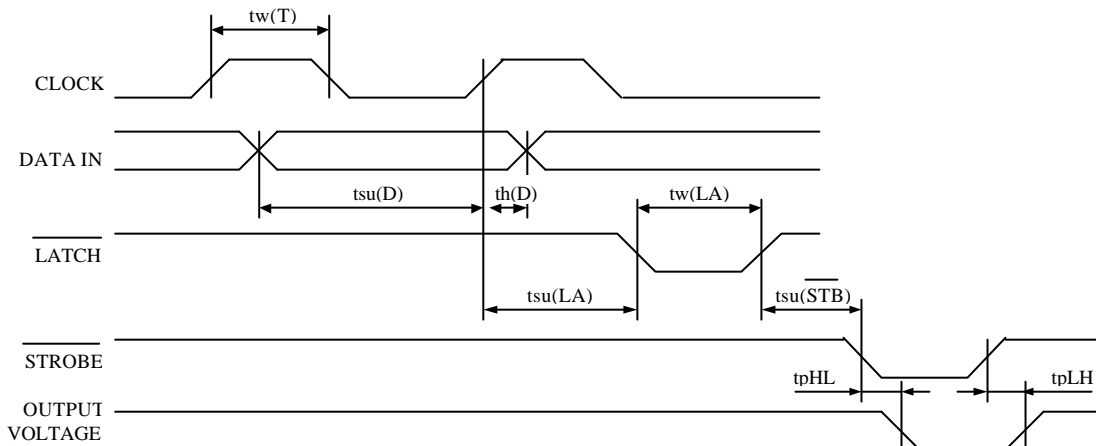 tw(T)
CLOCK
DATA IN
tsu(D)
th(D)
tw(LA)
LATCH
tsu(LA)
tsu(STB)
STROBE
tpHL
tpLH
OUTPUT
VOLTAGE